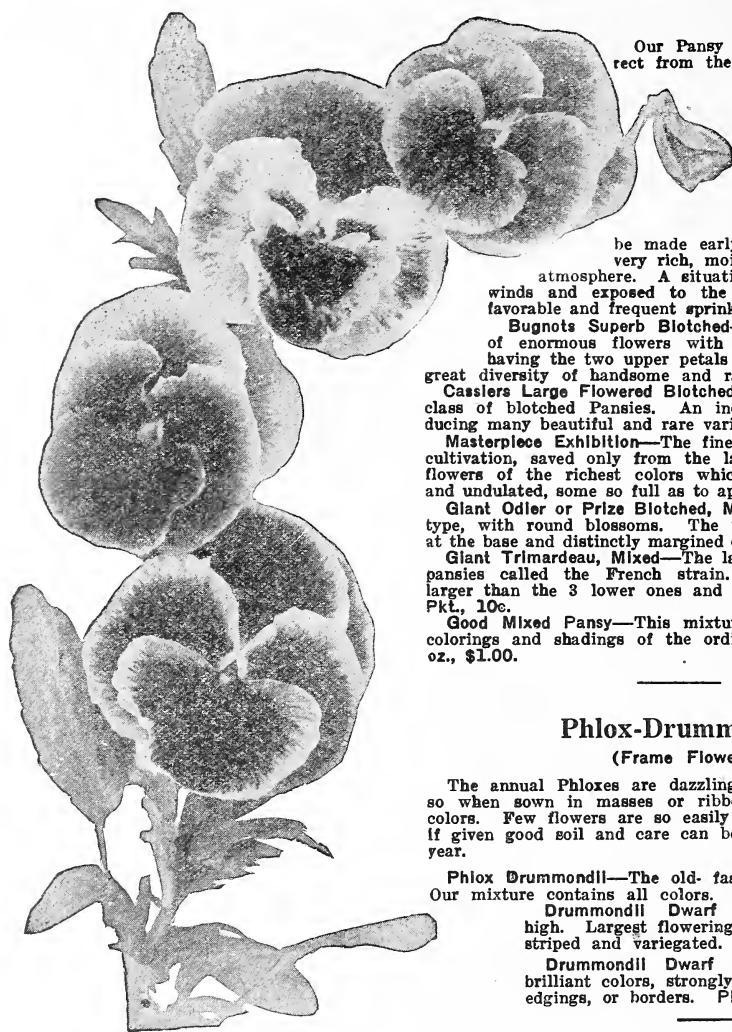 Our Pansy
rect from the
be made earl
very rich, moi
atmosphere. A situati
winds and exposed to the
favorable and frequent sprink
Bugnots Superb Blotched-
of enormous flowers with
having the two upper petals
great diversity of handsome and r
Cassiers Large Flowered Blotched
class of blotched Pansies. An in
ducing many beautiful and rare vari
Masterpiece Exhibition—The fine
cultivation, saved only from the la
flowers of the richest colors whic
and undulated, some so full as to ap
Giant Odier or Prize Blotched, M
type, with round blossoms. The
at the base and distinctly margined
Giant Trimardeau, Mixed—The la
pansies called the French strain.
larger than the 3 lower ones and
Pkt., 10c.
Good Mixed Pansy—This mixtu
colorings and shadings of the ordi
oz., $1.00.
Phlox-Drumm
(Frame Flowe
The annual Phloxes are dazzling
so when sown in masses or ribb
colors. Few flowers are so easily
if given good soil and care can b
year.
Phlox Drummondii—The old- fas
Our mixture contains all colors.
Drummondii Dwarf
high. Largest flowering
striped and variegated.
Drummondii Dwarf
brilliant colors, strongly
edgings, or borders. P